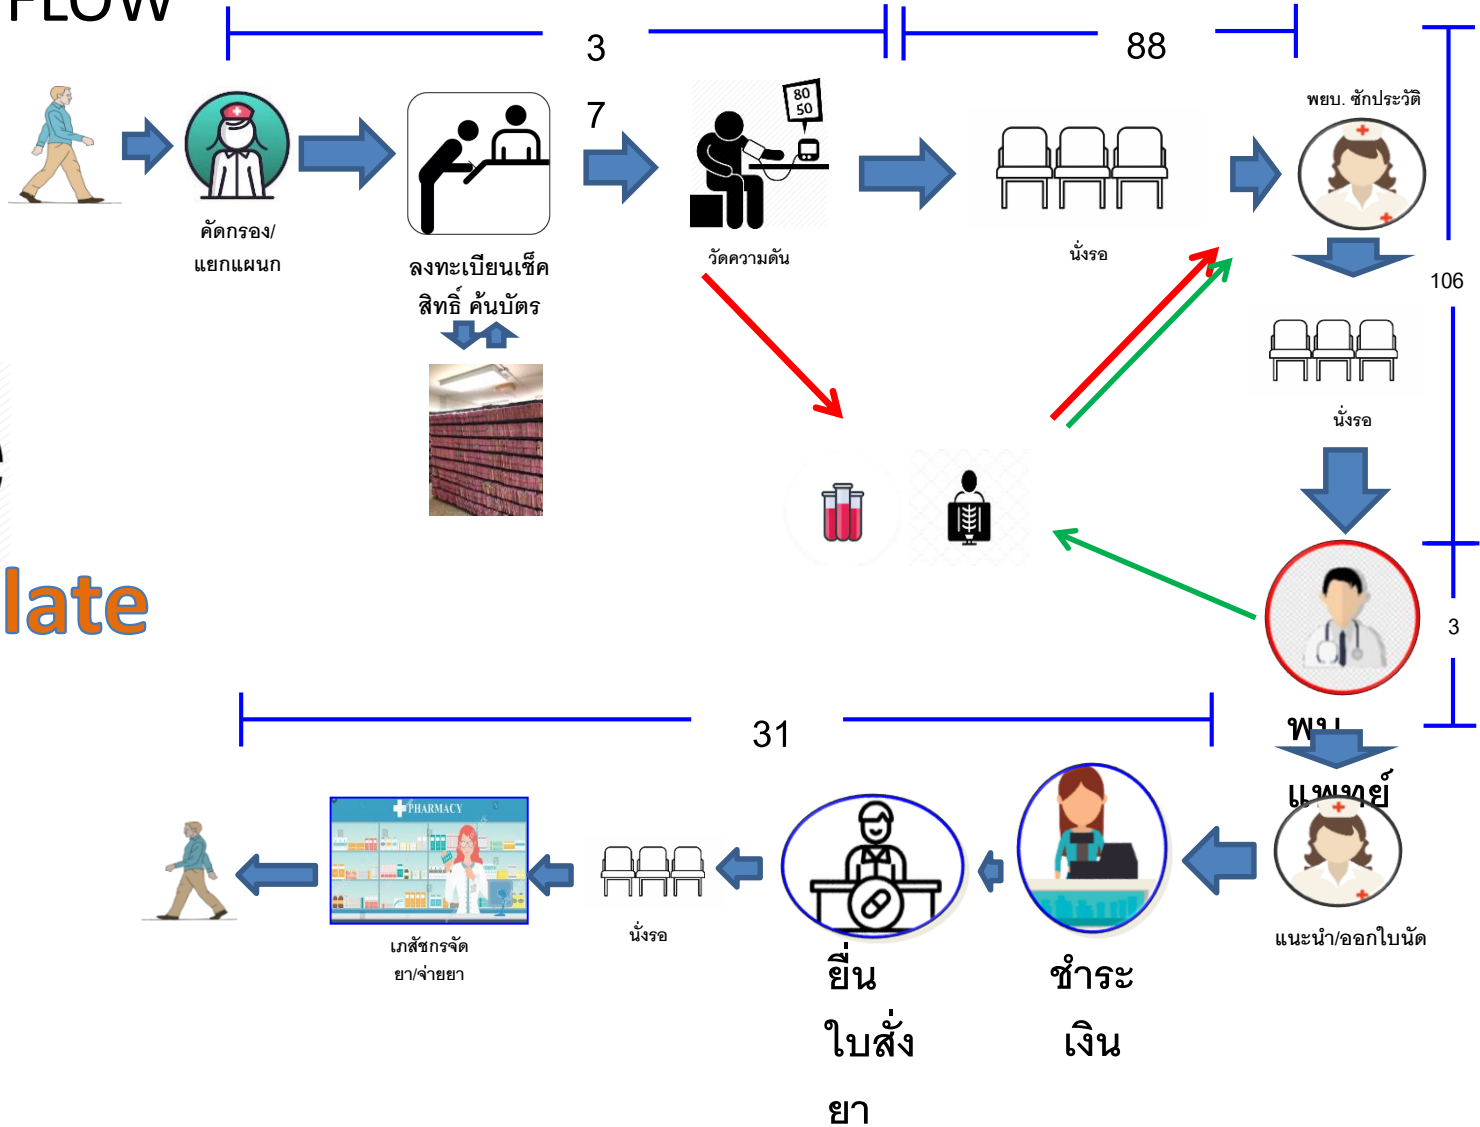 FLOW
3
7
88
80
50
พยบ. ซักประวัติ
คัดกรอง/
แยกแผนก
ลงทะเบียนเช็ค
สิทธิ์ ค้นบัตร
วัดความดัน
นั่งรอ
106
นั่งรอ
late
3
พบ
แพทย์
31
PHARMACY
เภสัชกรจัด
ยา/จ่ายยา
นั่งรอ
ยื่น
ใบสั่ง
ยา
ชำระ
เงิน
แนะนำ/ออกใบนัด